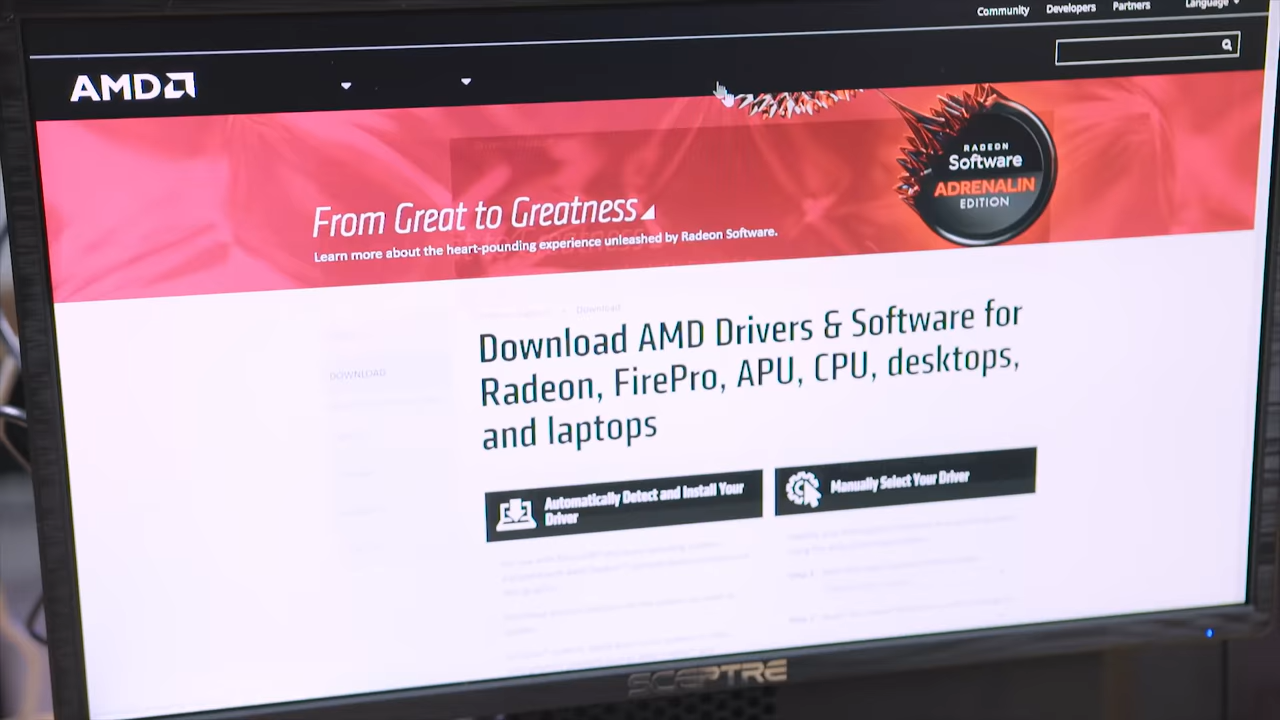 Community Developers Partners Language
AMD
RADEON
Software
ADRENALIN
EDITION
From Great to Greatness
Learn more about the heart-pounding experience unleashed by Radeon Software.
Download
DOWNLOAD
Download AMD Drivers & Software for
Radeon, FirePro, APU, CPU, desktops,
and laptops
Automatically Detect and Install Your
Driver
Manually Select Your Driver
SCEPTRE